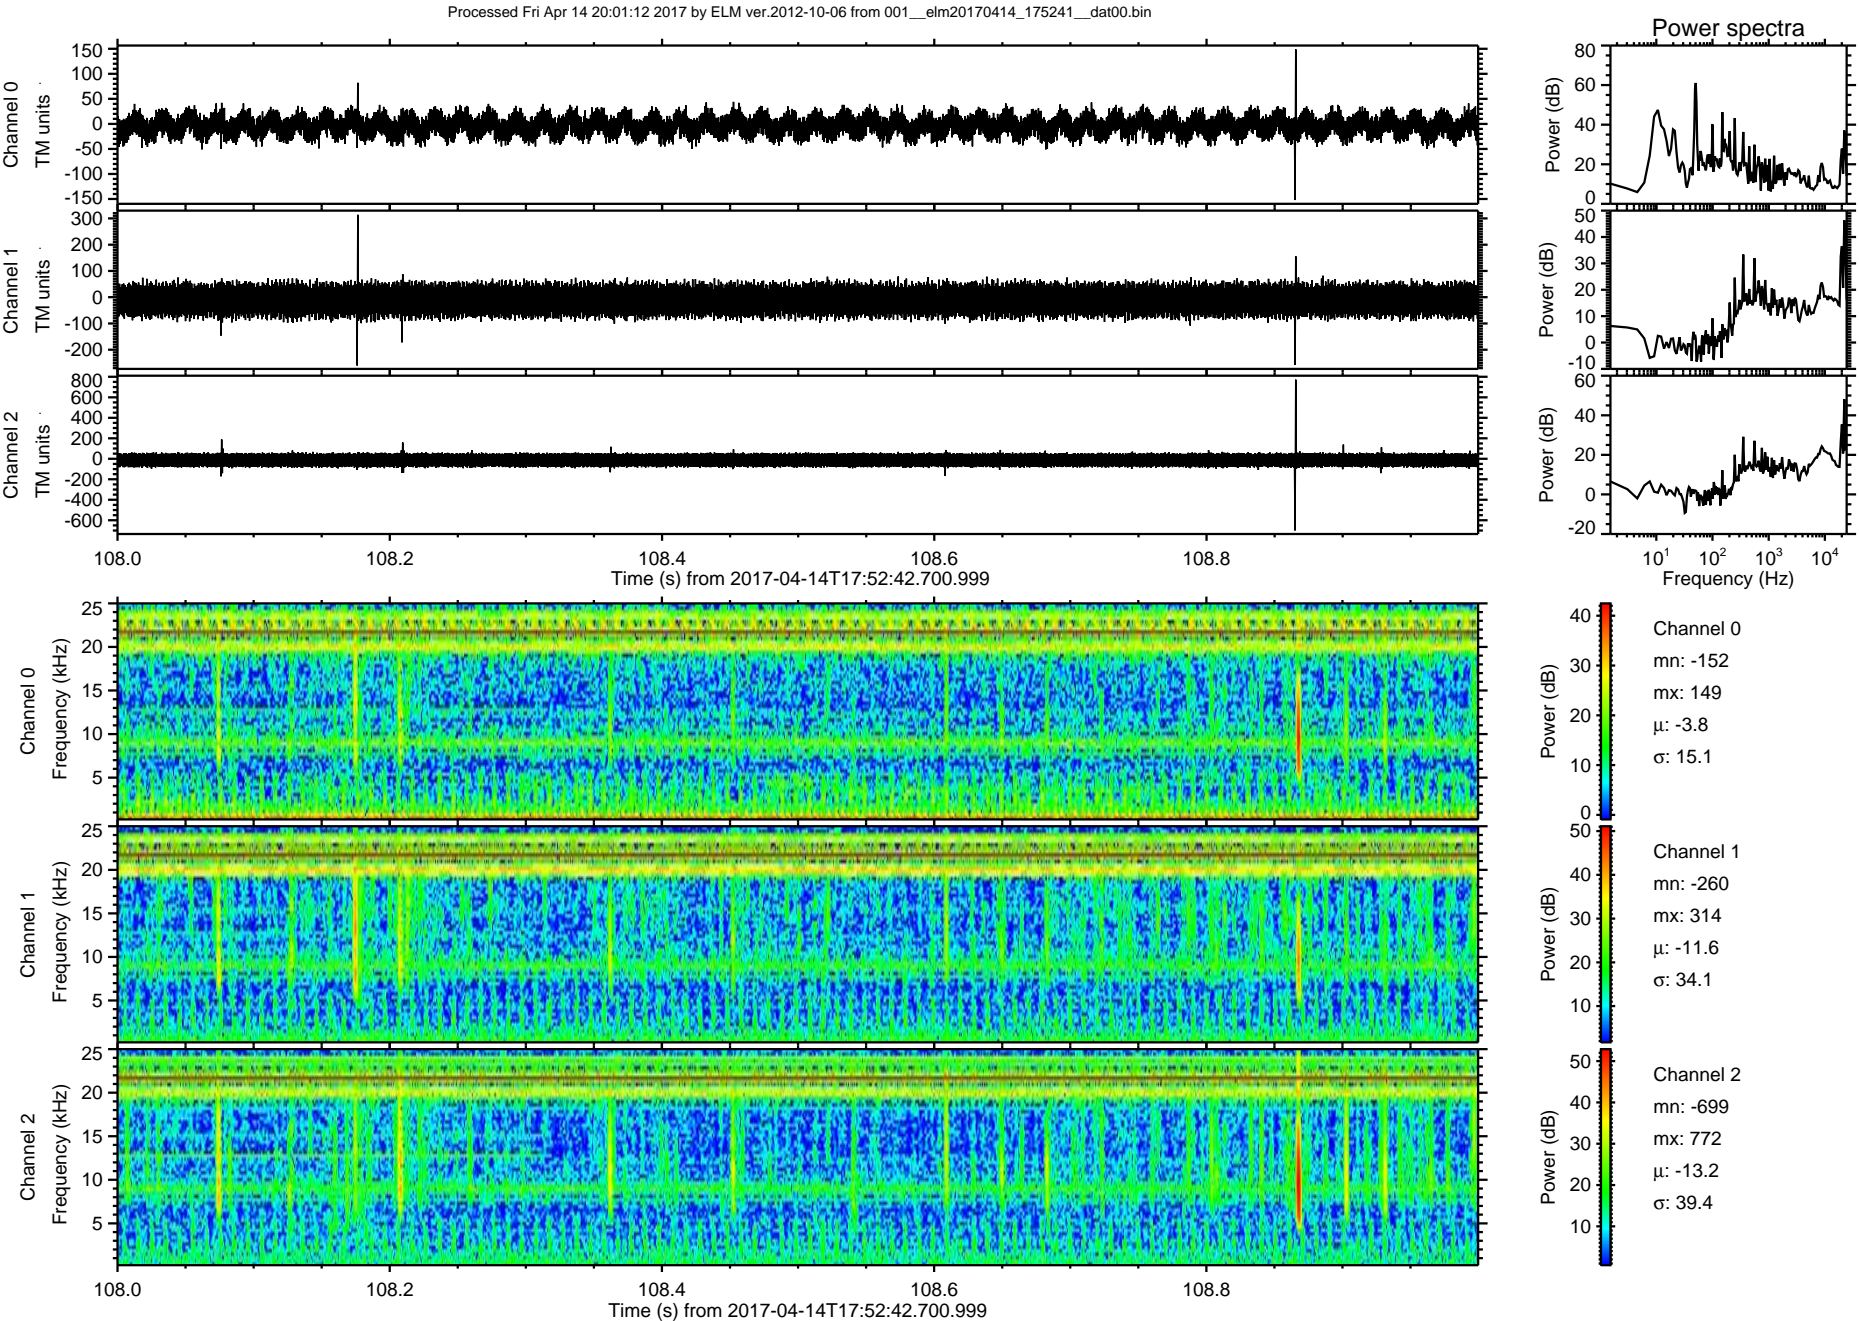 Processed Fri Apr 14 20:01:12 2017 by ELM ver.2012-10-06 from 001__elm20170414_175241__dat00.bin
Power spectra
Channel 0
TM units
150
100
50
0
-50
-100
-150
Power (dB)
80
60
40
20
0
Channel 1
TM units
300
200
100
0
-100
-200
Power (dB)
50
40
30
20
10
0
-10
Channel 2
TM units
800
600
400
200
0
-200
-400
-600
Power (dB)
60
40
20
0
-20
108.0 108.2 108.4 108.6 108.8
Time (s) from 2017-04-14T17:52:42.700.999
10^1 10^2 10^3 10^4
Frequency (Hz)
Channel 0
Frequency (kHz)
25
20
15
10
5
Power (dB)
40
30
20
10
0
Channel 0
mn: -152
mx: 149
μ: -3.8
σ: 15.1
Channel 1
Frequency (kHz)
25
20
15
10
5
Power (dB)
50
40
30
20
10
Channel 1
mn: -260
mx: 314
μ: -11.6
σ: 34.1
Channel 2
Frequency (kHz)
25
20
15
10
5
Power (dB)
50
40
30
20
10
Channel 2
mn: -699
mx: 772
μ: -13.2
σ: 39.4
108.0 108.2 108.4 108.6 108.8
Time (s) from 2017-04-14T17:52:42.700.999